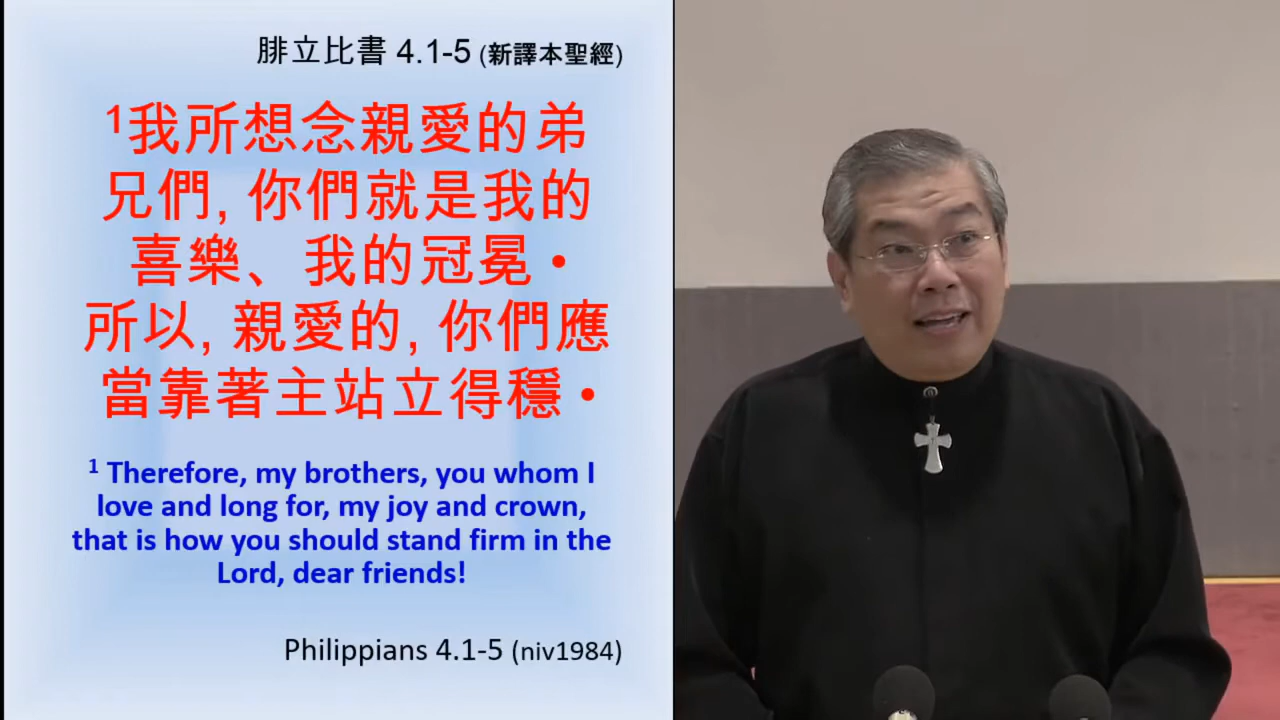 腓立比書 4.1-5 (新譯本聖經)
1我所想念親愛的弟
兄們, 你們就是我的
喜樂、我的冠冕•
所以, 親愛的, 你們應
當靠著主站立得穩•
1 Therefore, my brothers, you whom I
love and long for, my joy and crown,
that is how you should stand firm in the
Lord, dear friends!
Philippians 4.1-5 (niv1984)